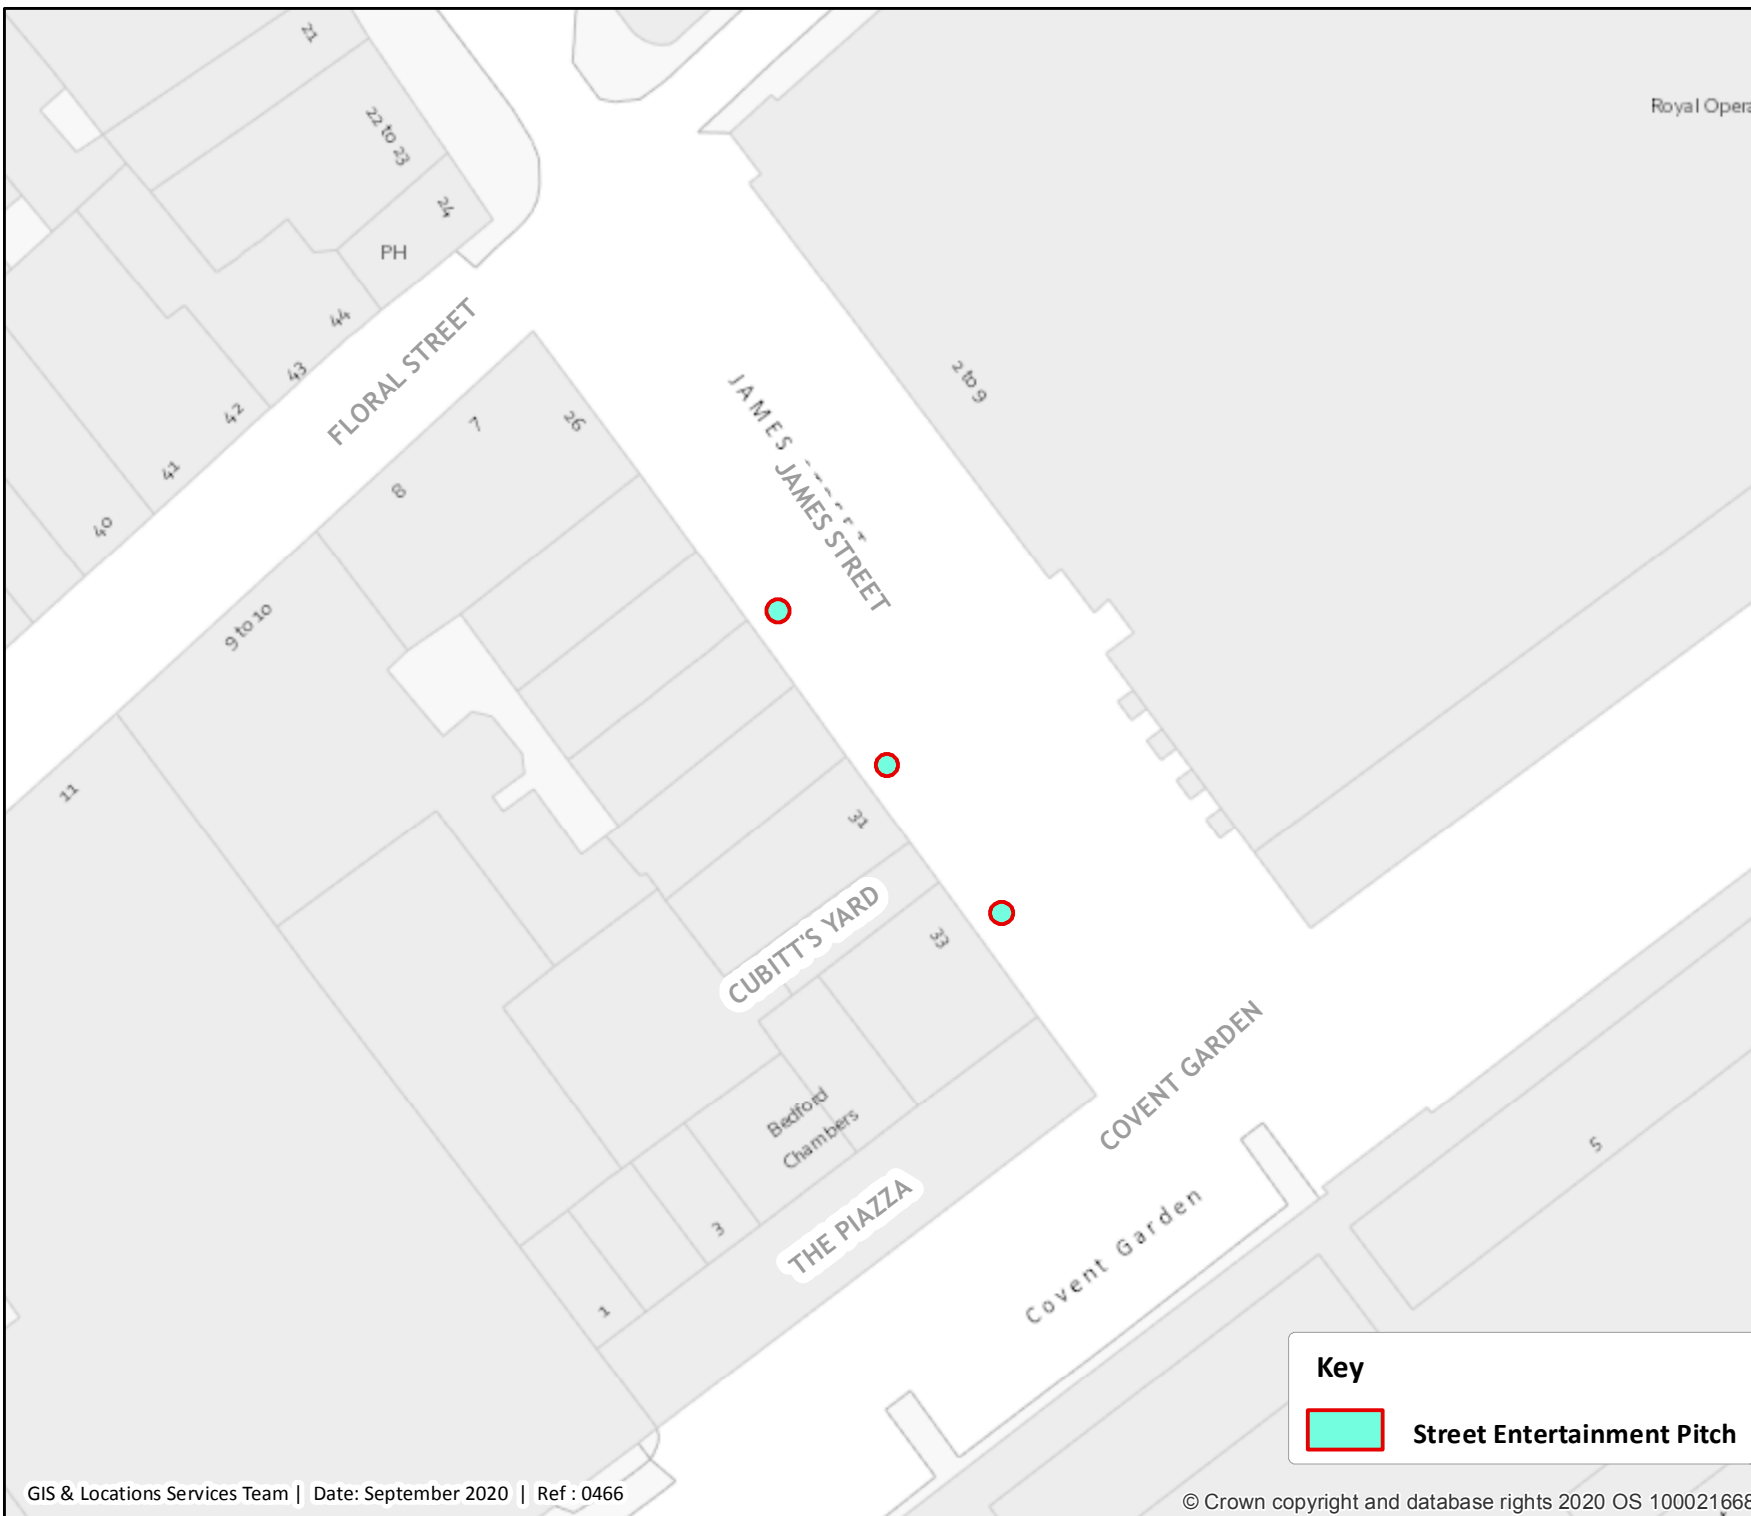 21
Royal Opera
22 to 23
24
PH
44
FLORAL STREET
43
42
41
40
7
26
8
2 to 9
JAMES
JAMES STREET
9 to 10
11
31
CUBITT'S YARD
33
COVENT GARDEN
Bedford
Chambers
5
THE PIAZZA
Covent Garden
3
1
Key
Street Entertainment Pitch
GIS & Locations Services Team | Date: September 2020 | Ref : 0466
© Crown copyright and database rights 2020 OS 100021668